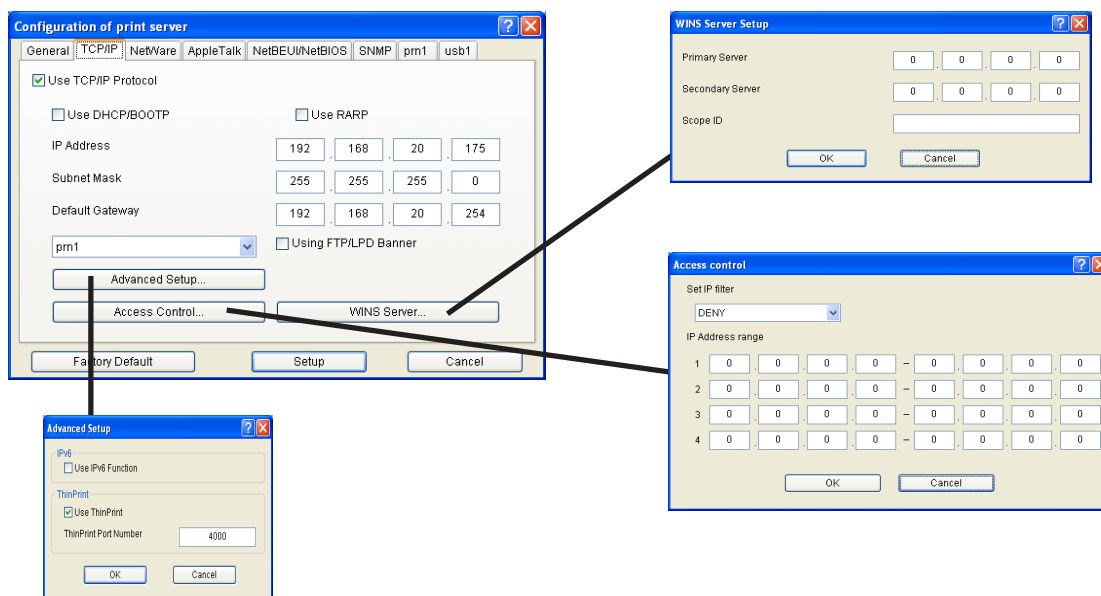 Configuration of print server
General TCP/IP NetWare AppleTalk NetBEUI/NetBIOS SNMP prn1 usb1
Use TCP/IP Protocol
Use DHCP/BOOTP Use RARP
IP Address 192 . 168 . 20 . 175
Subnet Mask 255 . 255 . 255 . 0
Default Gateway 192 . 168 . 20 . 254
prn1 Using FTP/LPD Banner
Advanced Setup...
Access Control... WINS Server...
Factory Default Setup Cancel
WINS Server Setup
Primary Server 0 . 0 . 0 . 0
Secondary Server 0 . 0 . 0 . 0
Scope ID
OK Cancel
Access control
Set IP filter
DENY
IP Address range
1 0 . 0 . 0 . 0 – 0 . 0 . 0 . 0
2 0 . 0 . 0 . 0 – 0 . 0 . 0 . 0
3 0 . 0 . 0 . 0 – 0 . 0 . 0 . 0
4 0 . 0 . 0 . 0 – 0 . 0 . 0 . 0
OK Cancel
Advanced Setup
IPv6
Use IPv6 Function
ThinPrint
Use ThinPrint
ThinPrint Port Number 4000
OK Cancel